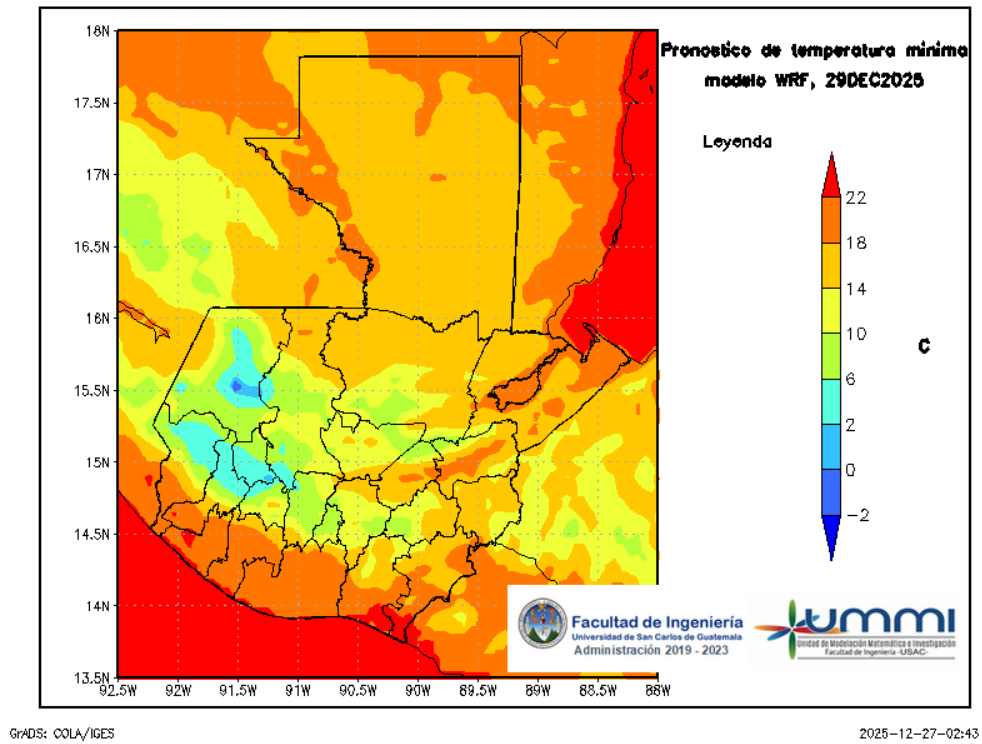 Pronostico de temperatura minima
modelo WRF, 29DEC2025
Leyenda
22
18
14
10
6
2
0
−2
C
18N
17.5N
17N
16.5N
16N
15.5N
15N
14.5N
14N
13.5N
92.5W 92W 91.5W 91W 90.5W 90W 89.5W 89W 88.5W 88W
Facultad de Ingeniería
Universidad de San Carlos de Guatemala
Administración 2019 - 2023
ummi
Unidad de Modelación Matemática e Investigación
Facultad de Ingeniería -USAC-
GrADS: COLA/IGES
2025-12-27-02:43